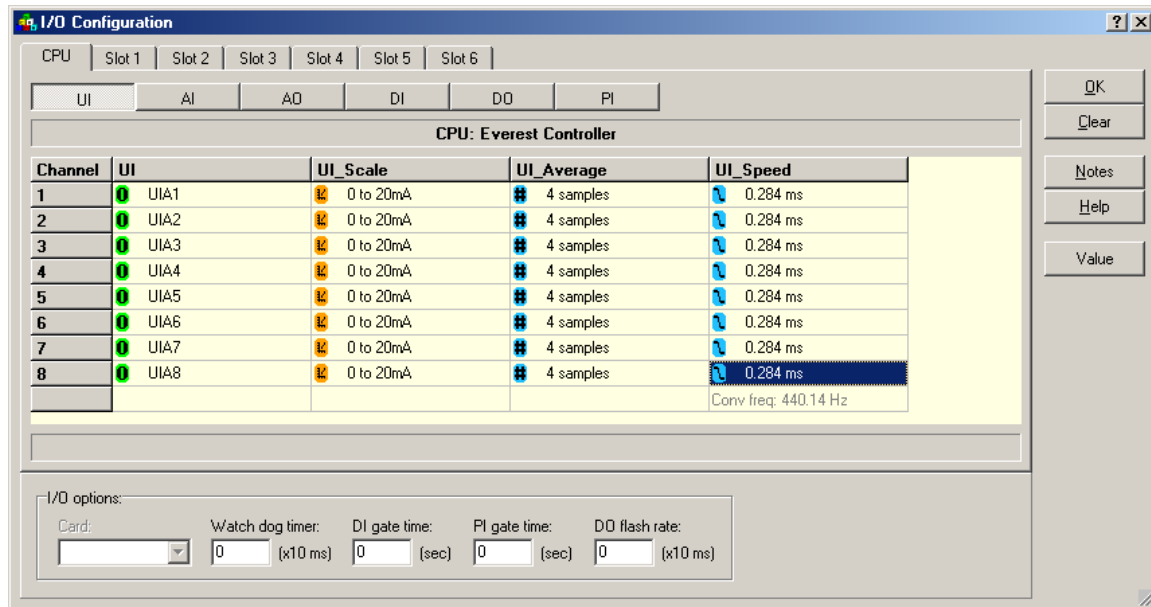 I/O Configuration
CPU Slot 1 Slot 2 Slot 3 Slot 4 Slot 5 Slot 6
UI AI AO DI DO PI
CPU: Everest Controller
Channel UI UI_Scale UI_Average UI_Speed
1 UIA1 0 to 20mA # 4 samples 0.284 ms
2 UIA2 0 to 20mA # 4 samples 0.284 ms
3 UIA3 0 to 20mA # 4 samples 0.284 ms
4 UIA4 0 to 20mA # 4 samples 0.284 ms
5 UIA5 0 to 20mA # 4 samples 0.284 ms
6 UIA6 0 to 20mA # 4 samples 0.284 ms
7 UIA7 0 to 20mA # 4 samples 0.284 ms
8 UIA8 0 to 20mA # 4 samples 0.284 ms
Conv freq: 440.14 Hz
I/O options:
Card: Watch dog timer: DI gate time: PI gate time: DO flash rate:
0 (x10 ms) 0 (sec) 0 (sec) 0 (x10 ms)
OK
Clear
Notes
Help
Value